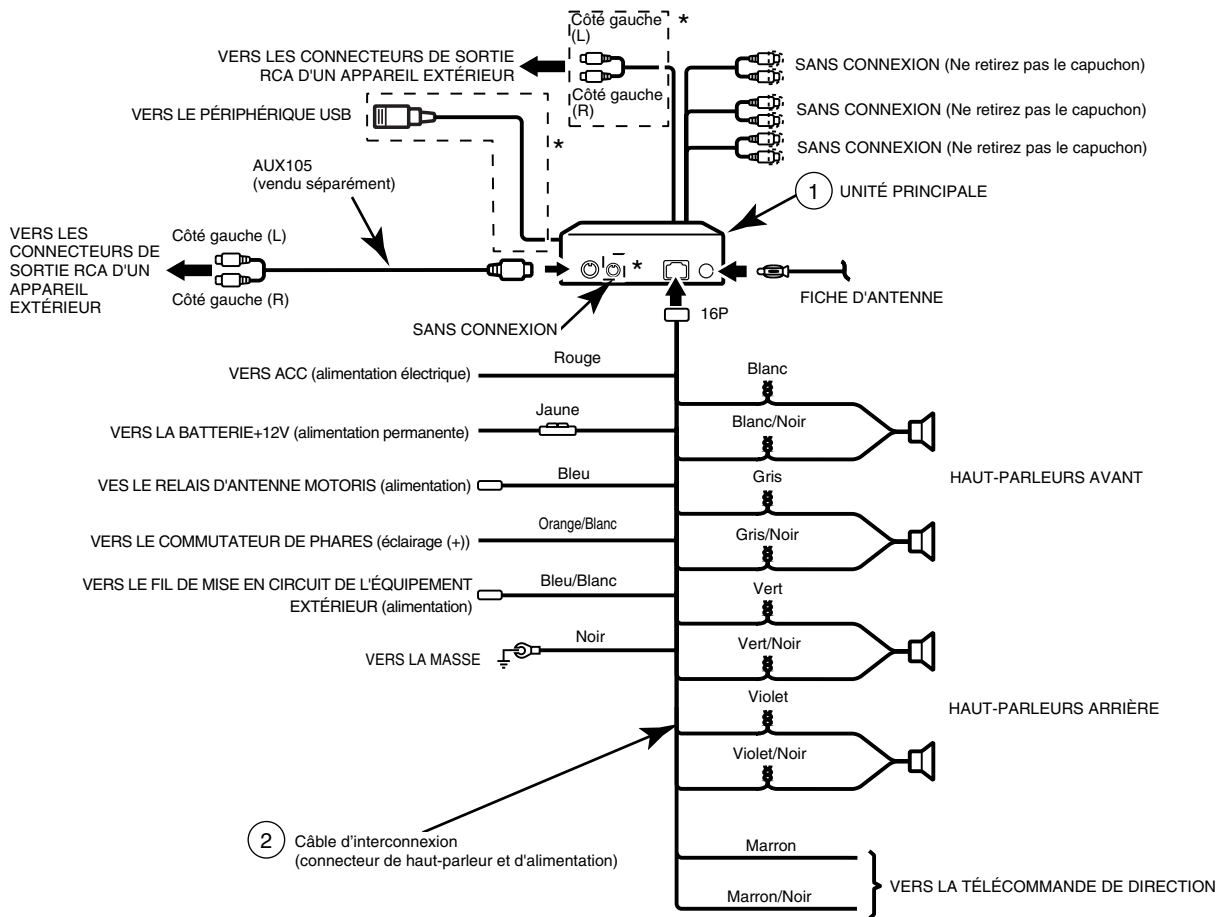 Côté gauche
(L)
*
VERS LES CONNECTEURS DE SORTIE
RCA D'UN APPAREIL EXTÉRIEUR
Côté gauche
(R)
SANS CONNEXION (Ne retirez pas le capuchon)
SANS CONNEXION (Ne retirez pas le capuchon)
SANS CONNEXION (Ne retirez pas le capuchon)
VERS LE PÉRIPHÉRIQUE USB
*
AUX105
(vendu séparément)
1 UNITÉ PRINCIPALE
VERS LES
CONNECTEURS DE
SORTIE RCA D'UN
APPAREIL
EXTÉRIEUR
Côté gauche (L)
Côté gauche (R)
*
FICHE D'ANTENNE
SANS CONNEXION
16P
VERS ACC (alimentation électrique)
Rouge
VERS LA BATTERIE+12V (alimentation permanente)
Jaune
VES LE RELAIS D'ANTENNE MOTORIS (alimentation)
Bleu
VERS LE COMMUTATEUR DE PHARES (éclairage (+))
Orange/Blanc
VERS LE FIL DE MISE EN CIRCUIT DE L'ÉQUIPEMENT
EXTÉRIEUR (alimentation)
Bleu/Blanc
VERS LA MASSE
Noir
Blanc
Blanc/Noir
HAUT-PARLEURS AVANT
Gris
Gris/Noir
Vert
Vert/Noir
HAUT-PARLEURS ARRIÈRE
Violet
Violet/Noir
2 Câble d'interconnexion
(connecteur de haut-parleur et d'alimentation)
Marron
Marron/Noir
VERS LA TÉLÉCOMMANDE DE DIRECTION